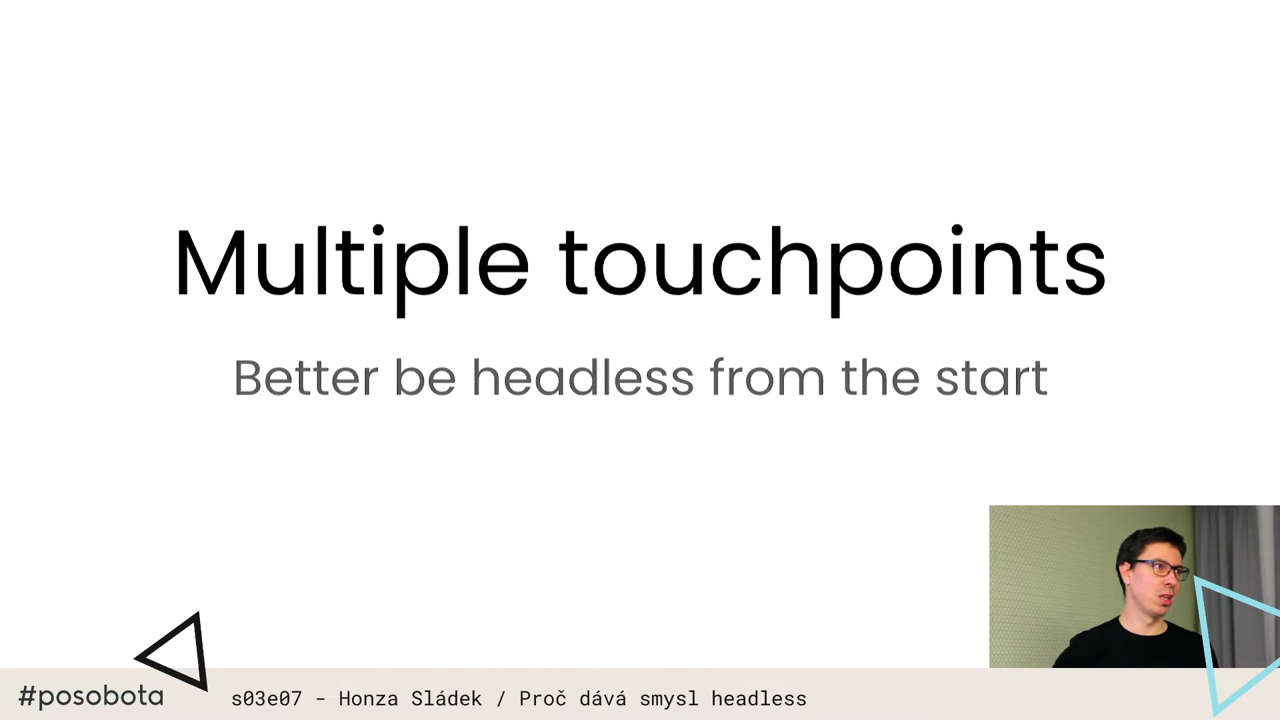 Multiple touchpoints
Better be headless from the start
#posobota
s03e07 - Honza Sládek / Proč dává smysl headless